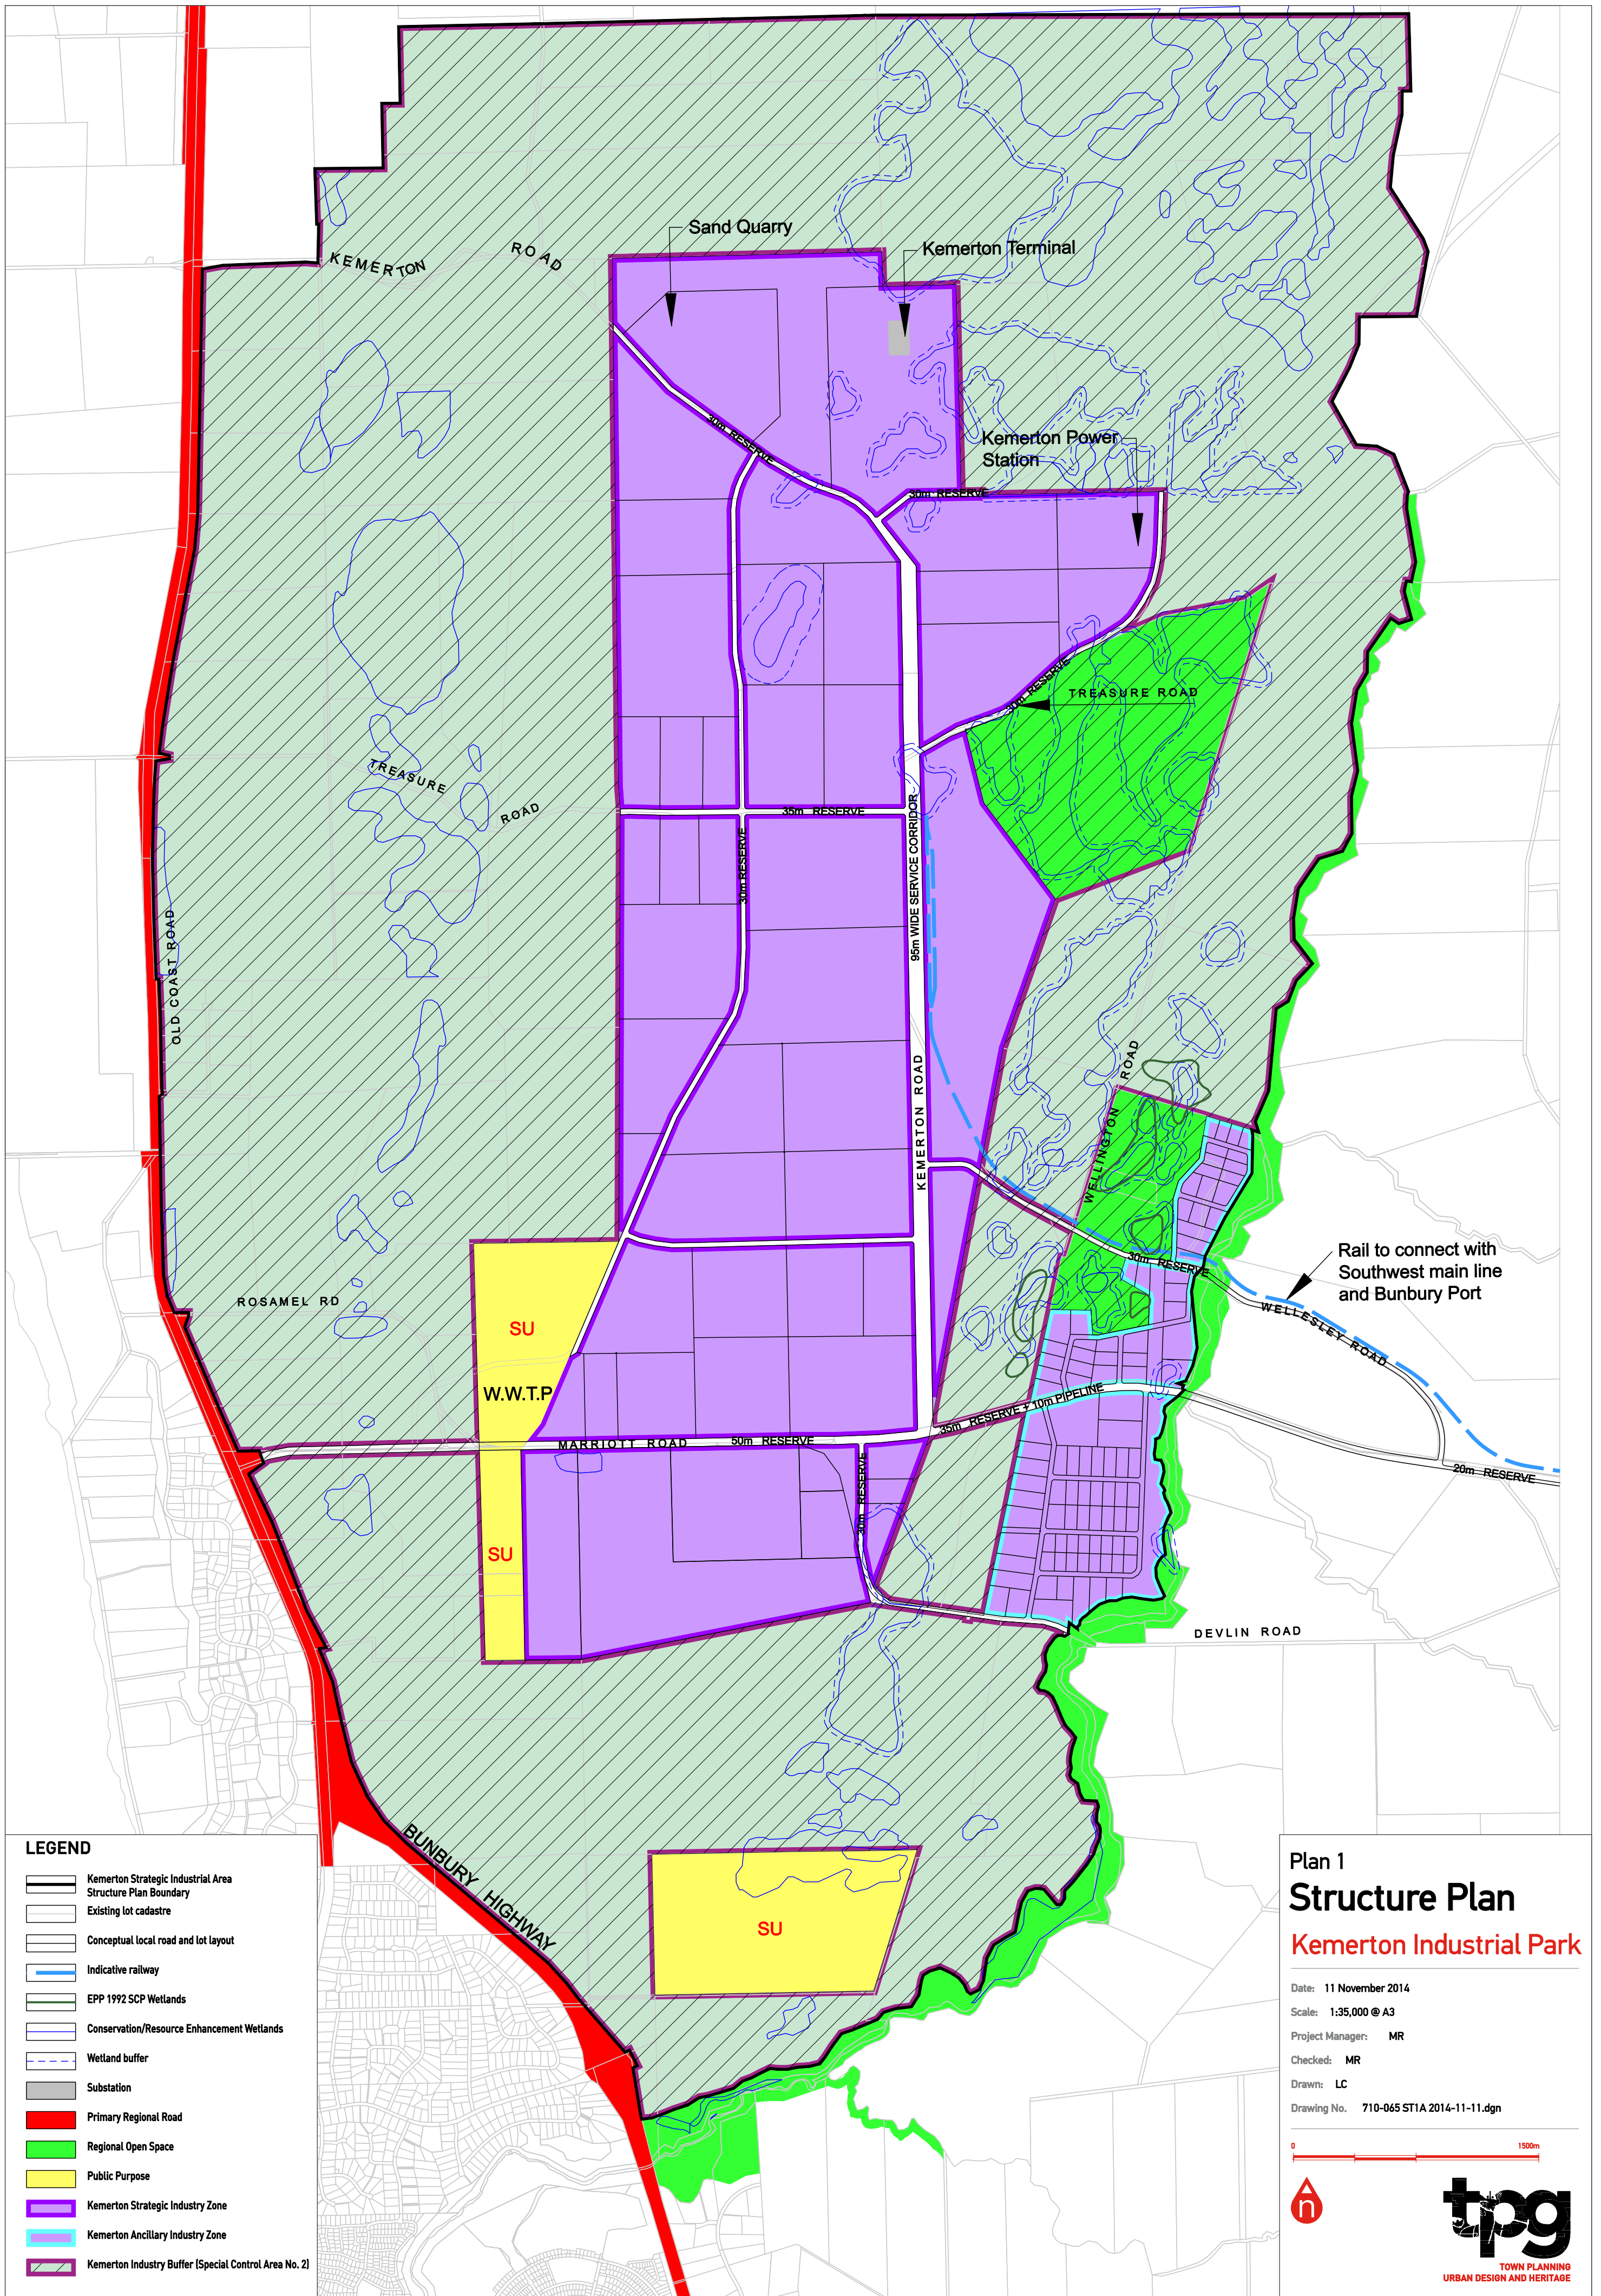 KEMERTON ROAD
Sand Quarry
Kemerton Terminal
30m RESERVE
Kemerton Power
Station
30m RESERVE
30m RESERVE
TREASURE ROAD
TREASURE ROAD
35m RESERVE
30m RESERVE
95m WIDE SERVICE CORRIDOR
OLD COAST ROAD
KEMERTON ROAD
WELLINGTON ROAD
30m RESERVE
Rail to connect with
Southwest main line
and Bunbury Port
WELLESLEY ROAD
ROSAMEL RD
SU
W.W.T.P
35m RESERVE + 10m PIPELINE
MARRIOTT ROAD 50m RESERVE
20m RESERVE
30m RESERVE
SU
DEVLIN ROAD
BUNBURY HIGHWAY
SU
LEGEND
Kemerton Strategic Industrial Area
Structure Plan Boundary
Existing lot cadastre
Conceptual local road and lot layout
Indicative railway
EPP 1992 SCP Wetlands
Conservation/Resource Enhancement Wetlands
Wetland buffer
Substation
Primary Regional Road
Regional Open Space
Public Purpose
Kemerton Strategic Industry Zone
Kemerton Ancillary Industry Zone
Kemerton Industry Buffer (Special Control Area No. 2)
Plan 1
Structure Plan
Kemerton Industrial Park
Date: 11 November 2014
Scale: 1:35,000 @ A3
Project Manager: MR
Checked: MR
Drawn: LC
Drawing No. 710-065 ST1A 2014-11-11.dgn
0 1500m
n
tpg
TOWN PLANNING
URBAN DESIGN AND HERITAGE